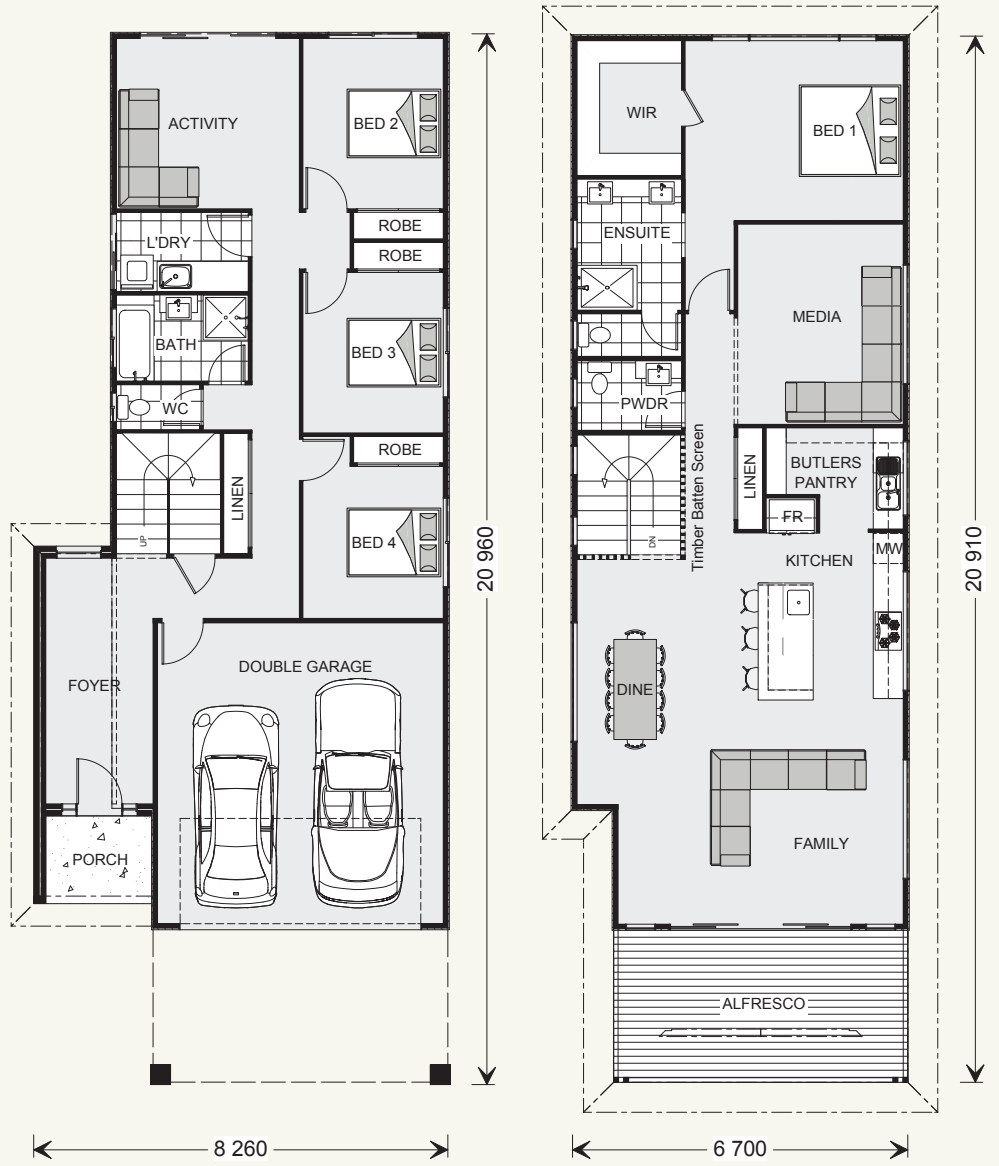 ACTIVITY
BED 2
ROBE
ROBE
L'DRY
BATH
BED 3
WC
ROBE
LINEN
UP
BED 4
DOUBLE GARAGE
FOYER
PORCH
20 960
8 260
WIR
BED 1
ENSUITE
MEDIA
PWDR
Timber Batten Screen
LINEN
BUTLERS
PANTRY
FR
DN
KITCHEN
MW
DINE
FAMILY
ALFRESCO
20 910
6 700